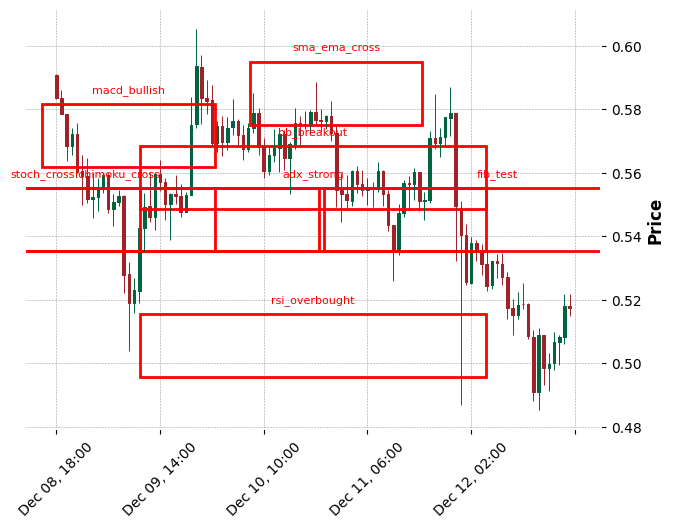 sma_ema_cross
0.60
macd_bullish
0.58
bb_breakout
0.56
adx_strong
fib_test
Price
0.54
0.52
rsi_overbought
0.50
0.48
Dec 08, 18:00
Dec 09, 14:00
Dec 10, 10:00
Dec 11, 06:00
Dec 12, 02:00